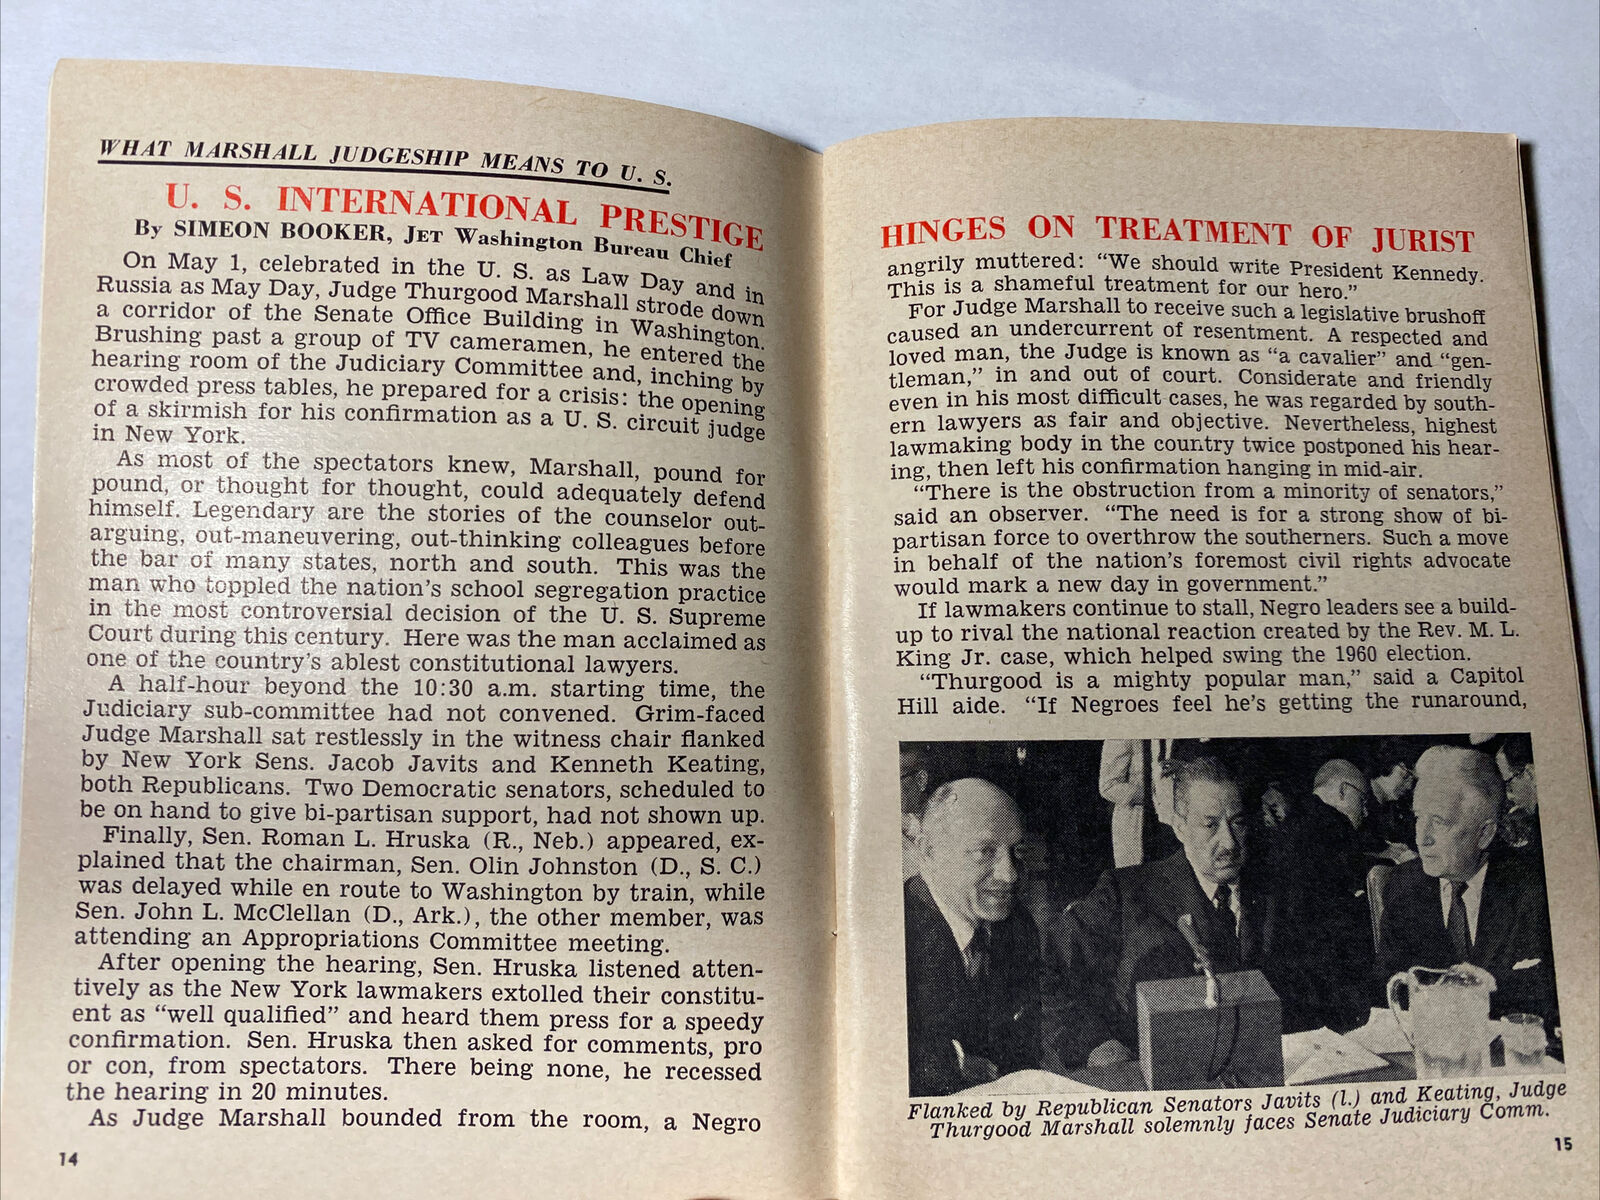 WHAT MARSHALL JUDGESHIP MEANS TO U. S.
U. S. INTERNATIONAL PRESTIGE
By SIMEON BOOKER, JET Washington Bureau Chief
On May 1, celebrated in the U. S. as Law Day and in
Russia as May Day, Judge Thurgood Marshall strode down
a corridor of the Senate Office Building in Washington.
Brushing past a group of TV cameramen, he entered the
hearing room of the Judiciary Committee and, inching by
crowded press tables, he prepared for a crisis: the opening
of a skirmish for his confirmation as a U. S. circuit judge
in New York.
As most of the spectators knew, Marshall, pound for
pound, or thought for thought, could adequately defend
himself. Legendary are the stories of the counselor out-
arguing, out-maneuvering, out-thinking colleagues before
the bar of many states, north and south. This was the
man who toppled the nation's school segregation practice
in the most controversial decision of the U. S. Supreme
Court during this century. Here was the man acclaimed as
one of the country's ablest constitutional lawyers.
A half-hour beyond the 10:30 a.m. starting time, the
Judiciary sub-committee had not convened. Grim-faced
Judge Marshall sat restlessly in the witness chair flanked
by New York Sens. Jacob Javits and Kenneth Keating,
both Republicans. Two Democratic senators, scheduled to
be on hand to give bi-partisan support, had not shown up.
Finally, Sen. Roman L. Hruska (R., Neb.) appeared, ex-
plained that the chairman, Sen. Olin Johnston (D., S. C.)
was delayed while en route to Washington by train, while
Sen. John L. McClellan (D., Ark.), the other member, was
attending an Appropriations Committee meeting.
After opening the hearing, Sen. Hruska listened atten-
tively as the New York lawmakers extolled their constitu-
ent as "well qualified" and heard them press for a speedy
confirmation. Sen. Hruska then asked for comments, pro
or con, from spectators. There being none, he recessed
the hearing in 20 minutes.
As Judge Marshall bounded from the room, a Negro
14
HINGES ON TREATMENT OF JURIST
angrily muttered: "We should write President Kennedy.
This is a shameful treatment for our hero."
For Judge Marshall to receive such a legislative brushoff
caused an undercurrent of resentment. A respected and
loved man, the Judge is known as "a cavalier" and "gen-
tleman," in and out of court. Considerate and friendly
even in his most difficult cases, he was regarded by south-
ern lawyers as fair and objective. Nevertheless, highest
lawmaking body in the country twice postponed his hear-
ing, then left his confirmation hanging in mid-air.
"There is the obstruction from a minority of senators,"
said an observer. "The need is for a strong show of bi-
partisan force to overthrow the southerners. Such a move
in behalf of the nation's foremost civil rights advocate
would mark a new day in government."
If lawmakers continue to stall, Negro leaders see a build-
up to rival the national reaction created by the Rev. M. L.
King Jr. case, which helped swing the 1960 election.
"Thurgood is a mighty popular man," said a Capitol
Hill aide. "If Negroes feel he's getting the runaround,
Flanked by Republican Senators Javits (l.) and Keating, Judge
Thurgood Marshall solemnly faces Senate Judiciary Comm.
15